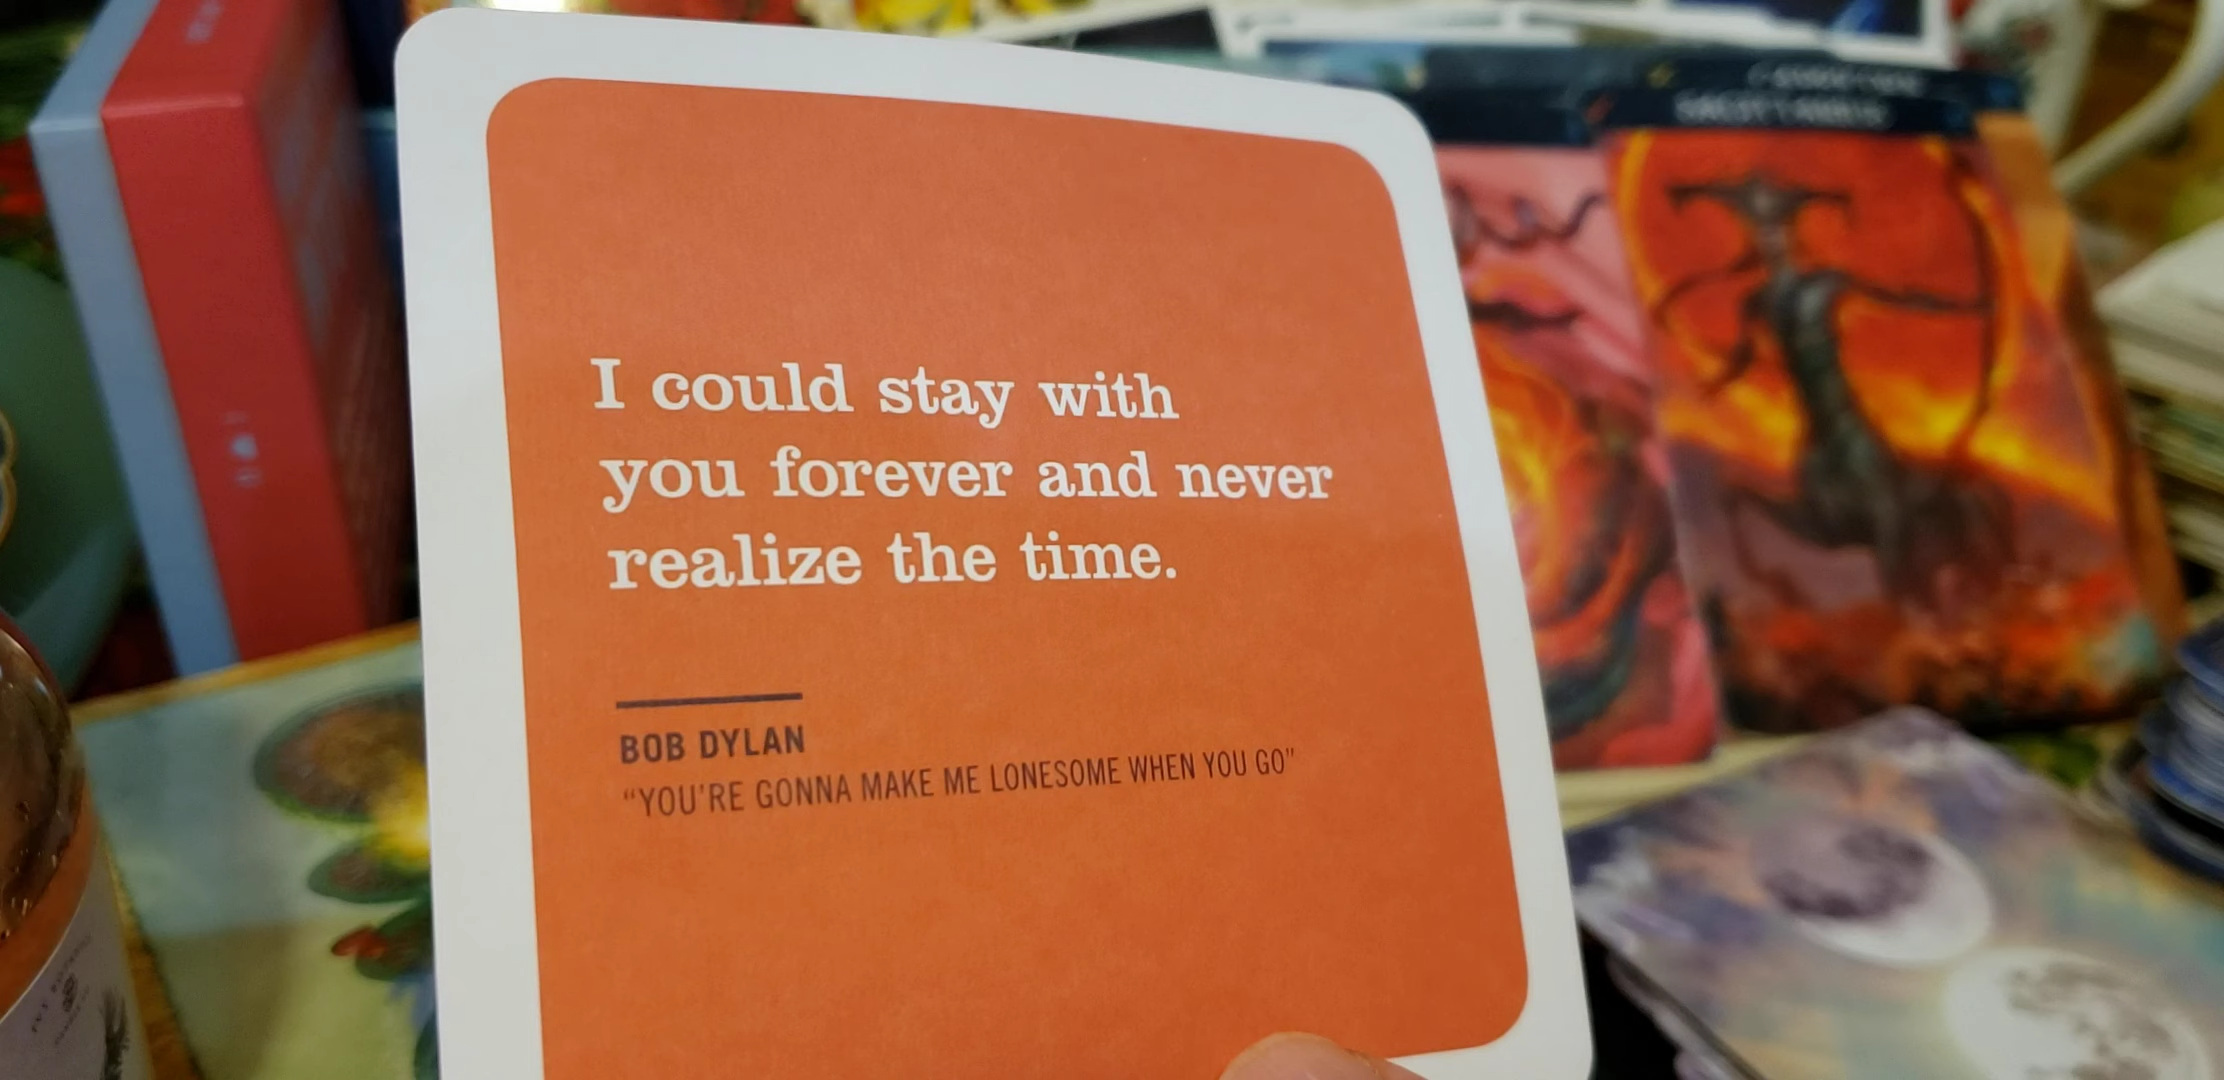 I could stay with
you forever and never
realize the time.
BOB DYLAN
“YOU'RE GONNA MAKE ME LONESOME WHEN YOU GO”